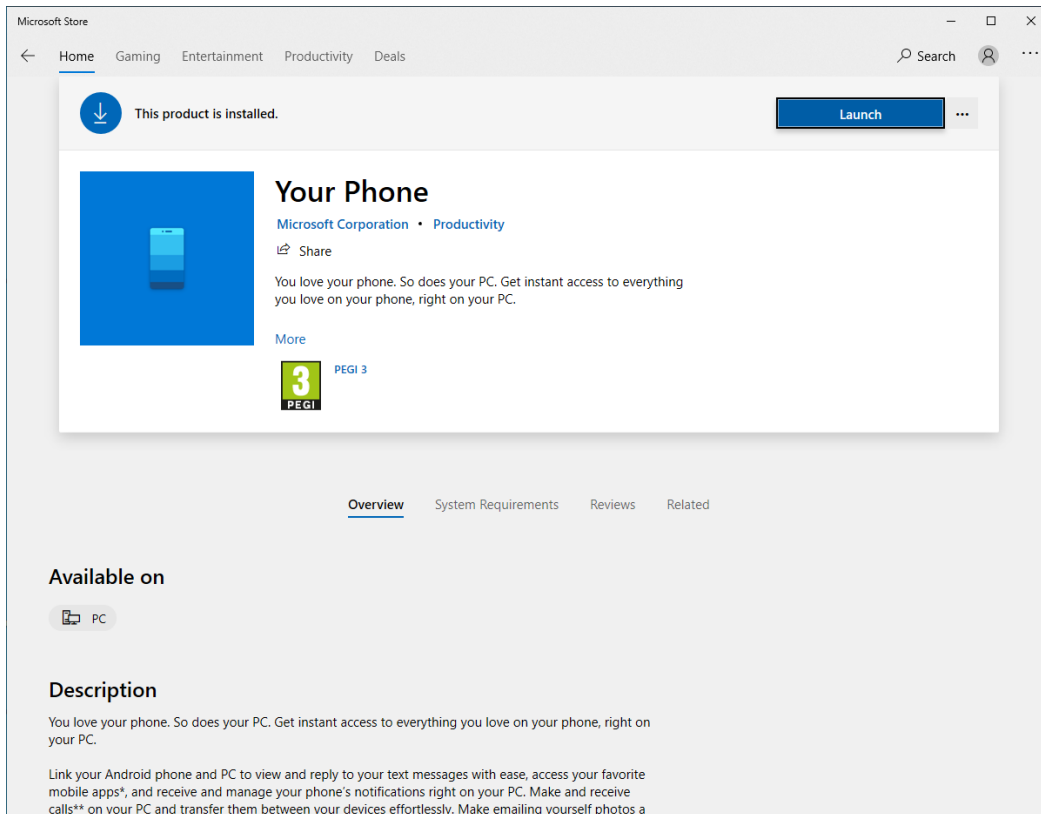 Microsoft Store
Home Gaming Entertainment Productivity Deals Search
This product is installed. Launch
Your Phone
Microsoft Corporation • Productivity
Share
You love your phone. So does your PC. Get instant access to everything
you love on your phone, right on your PC.
More
3
PEGI
PEGI 3
Overview System Requirements Reviews Related
Available on
PC
Description
You love your phone. So does your PC. Get instant access to everything you love on your phone, right on
your PC.
Link your Android phone and PC to view and reply to your text messages with ease, access your favorite
mobile apps*, and receive and manage your phone's notifications right on your PC. Make and receive
calls** on your PC and transfer them between your devices effortlessly. Make emailing yourself photos a